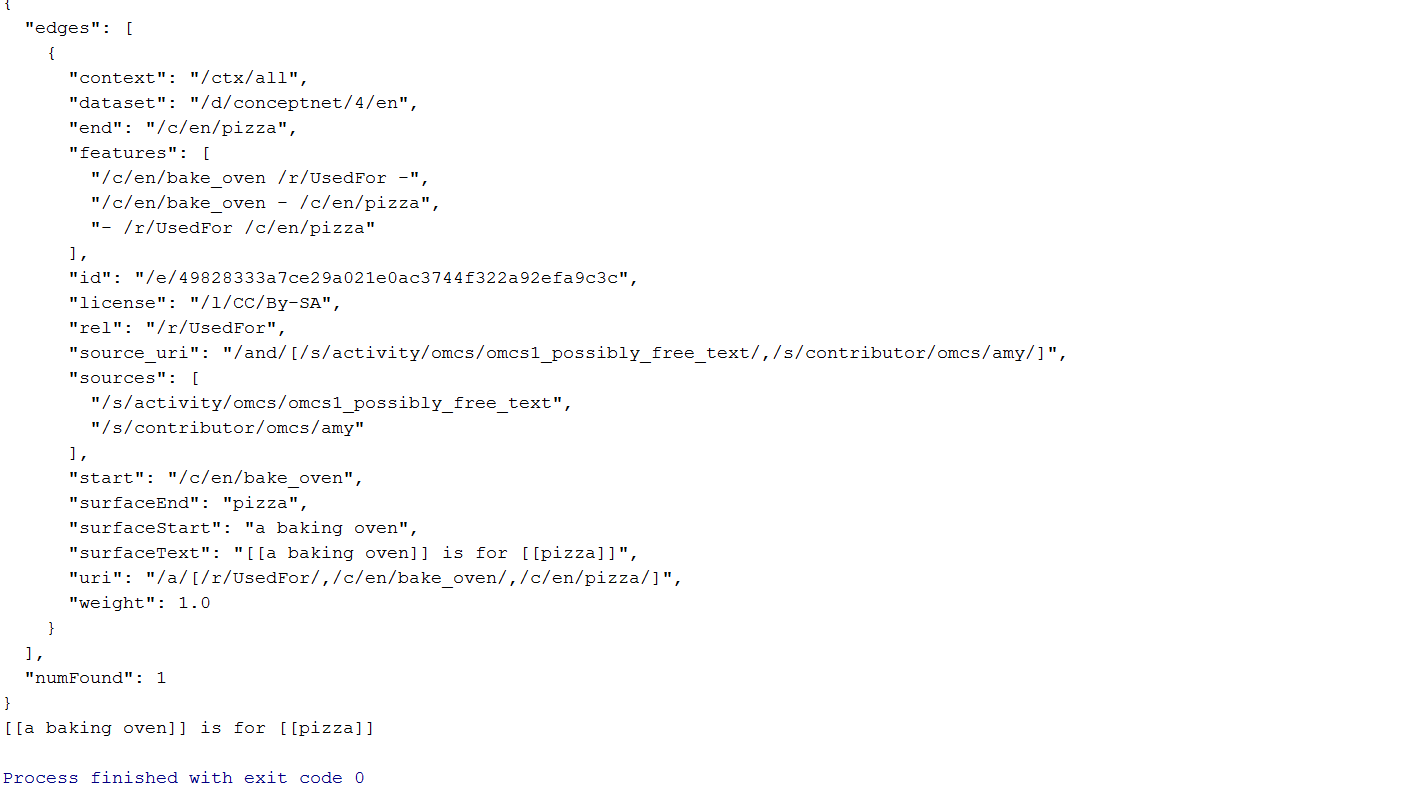 {
  "edges": [
    {
      "context": "/ctx/all",
      "dataset": "/d/conceptnet/4/en",
      "end": "/c/en/pizza",
      "features": [
        "/c/en/bake_oven /r/UsedFor -",
        "/c/en/bake_oven - /c/en/pizza",
        "- /r/UsedFor /c/en/pizza"
      ],
      "id": "/e/49828333a7ce29a021e0ac3744f322a92efa9c3c",
      "license": "/l/CC/By-SA",
      "rel": "/r/UsedFor",
      "source_uri": "/and/[/s/activity/omcs/omcs1_possibly_free_text/,/s/contributor/omcs/amy/]",
      "sources": [
        "/s/activity/omcs/omcs1_possibly_free_text",
        "/s/contributor/omcs/amy"
      ],
      "start": "/c/en/bake_oven",
      "surfaceEnd": "pizza",
      "surfaceStart": "a baking oven",
      "surfaceText": "[[a baking oven]] is for [[pizza]]",
      "uri": "/a/[/r/UsedFor/,/c/en/bake_oven/,/c/en/pizza/]",
      "weight": 1.0
    }
  ],
  "numFound": 1
}
[[a baking oven]] is for [[pizza]]
Process finished with exit code 0